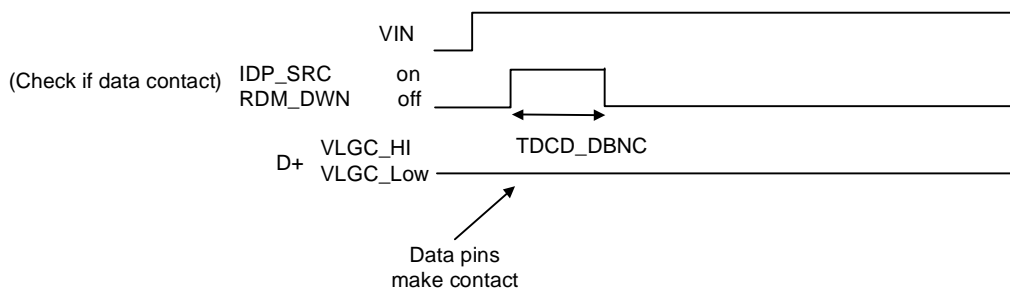 VIN
(Check if data contact) IDP_SRC on
RDM_DWN off
TDCD_DBNC
D+ VLGC_HI
VLGC_Low
Data pins
make contact